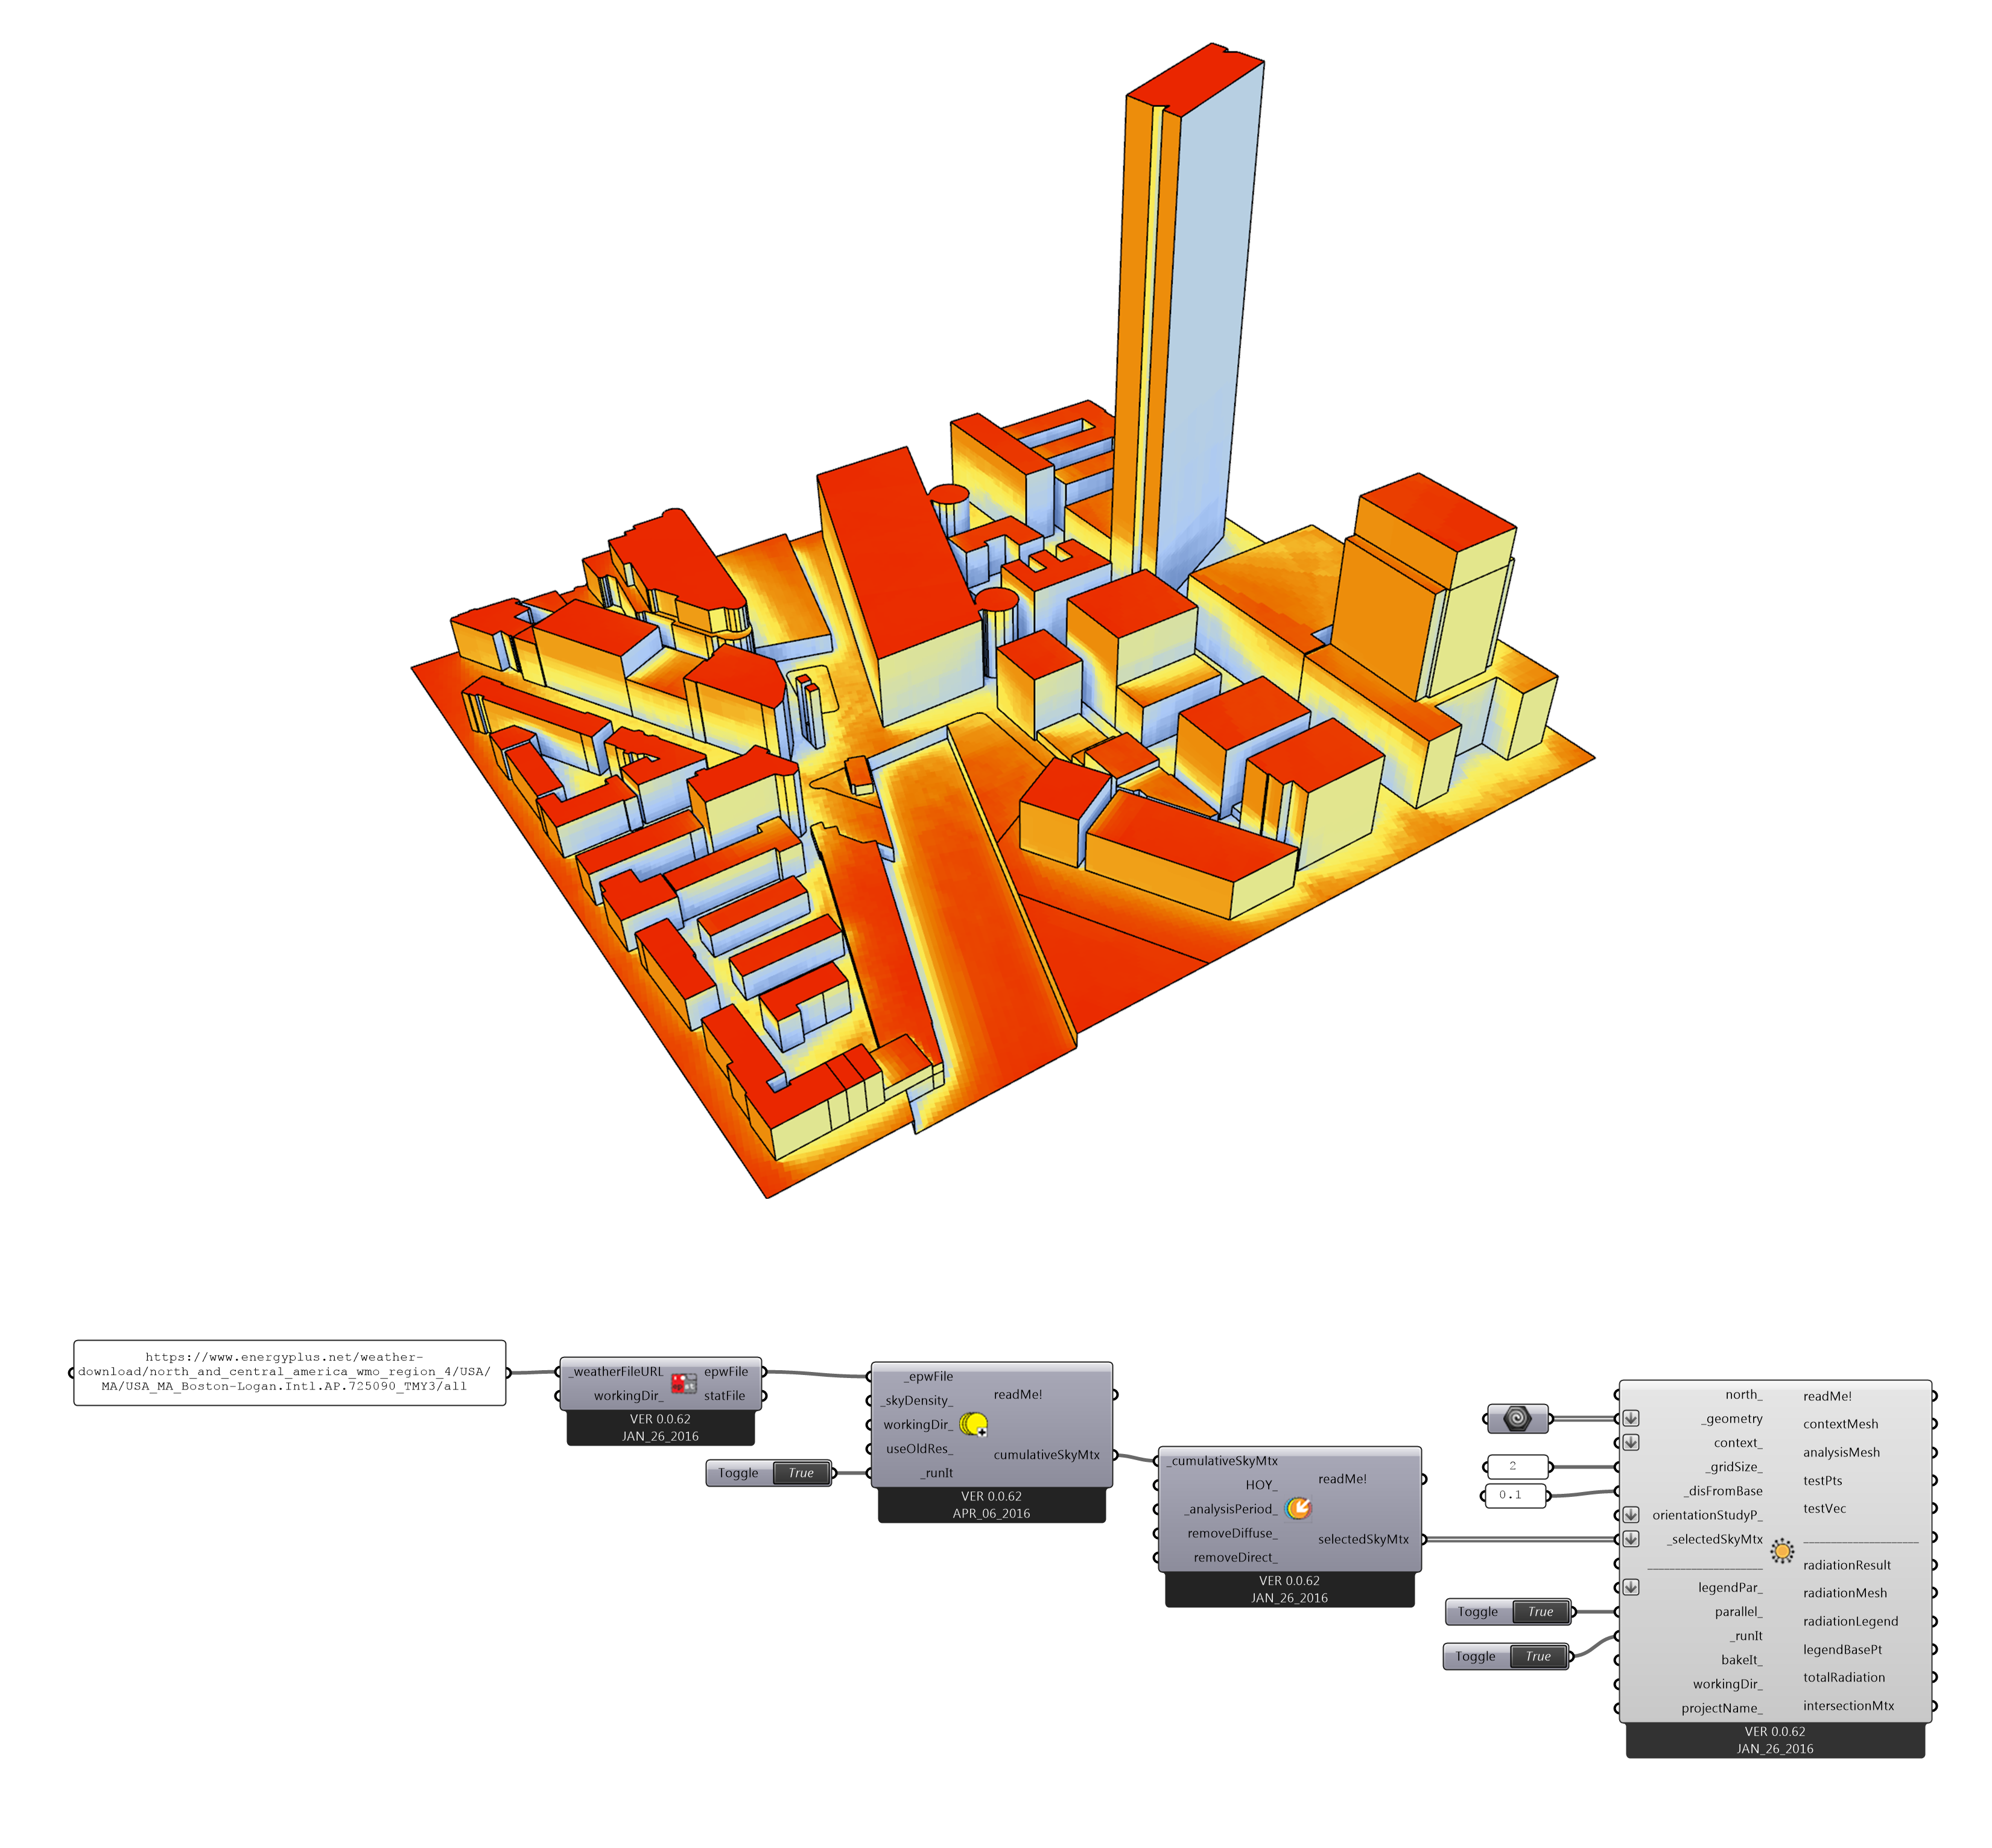 https://www.energyplus.net/weather-
download/north_and_central_america_wmo_region_4/USA/
MA/USA_MA_Boston-Logan.Intl.AP.725090_TMY3/all
_weatherFileURL
workingDir_
epwFile
statFile
VER 0.0.62
JAN_26_2016
Toggle True
_epwFile
_skyDensity_
workingDir_
useOldRes_
_runIt
readMe!
cumulativeSkyMtx
VER 0.0.62
APR_06_2016
_cumulativeSkyMtx
HOY_
_analysisPeriod_
removeDiffuse_
removeDirect_
readMe!
selectedSkyMtx
VER 0.0.62
JAN_26_2016
2
0.1
Toggle True
Toggle True
north_
_geometry
context_
_gridSize_
_disFromBase
orientationStudyP_
_selectedSkyMtx
legendPar_
parallel_
_runIt
bakeIt_
workingDir_
projectName_
readMe!
contextMesh
analysisMesh
testPts
testVec
radiationResult
radiationMesh
radiationLegend
legendBasePt
totalRadiation
intersectionMtx
VER 0.0.62
JAN_26_2016